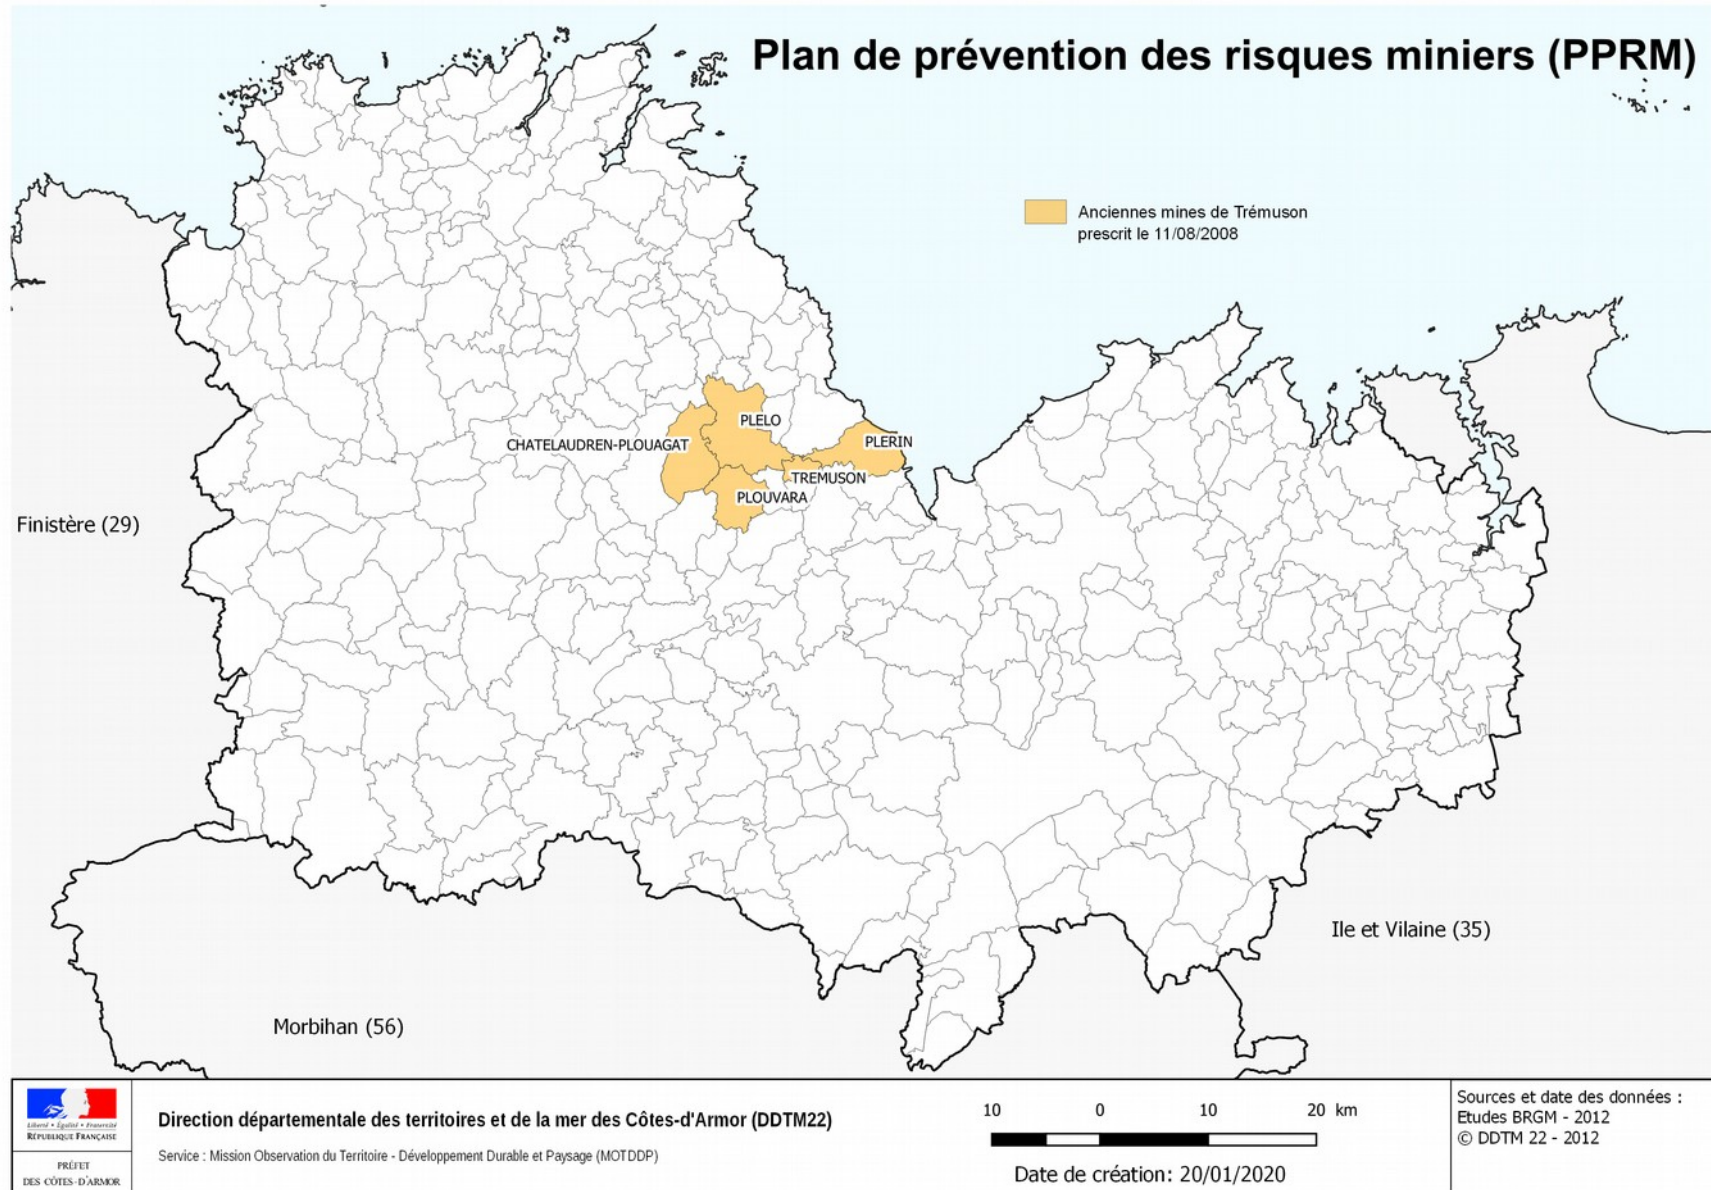 Plan de prévention des risques miniers (PPRM)
Anciennes mines de Trémuson
prescrit le 11/08/2008
PLELO
CHATELAUDREN-PLOUAGAT
PLERIN
TREMUSON
PLOUVARA
Finistère (29)
Ile et Vilaine (35)
Morbihan (56)
Liberté • Égalité • Fraternité
RÉPUBLIQUE FRANÇAISE
PRÉFET
DES CÔTES-D'ARMOR
Direction départementale des territoires et de la mer des Côtes-d'Armor (DDTM22)
Service : Mission Observation du Territoire - Développement Durable et Paysage (MOTDDP)
10 0 10 20 km
Date de création: 20/01/2020
Sources et date des données :
Etudes BRGM - 2012
© DDTM 22 - 2012